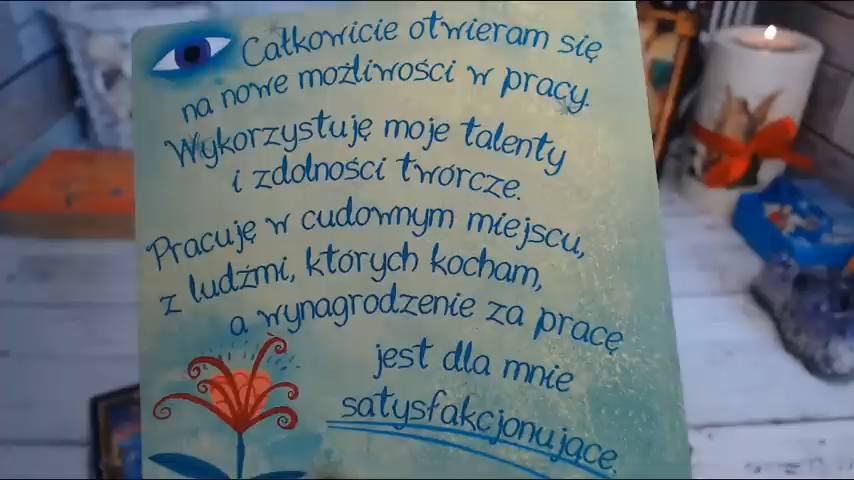 Całkowicie otwieram się
na nowe możliwości w pracy.
Wykorzystuję moje talenty
i zdolności twórcze.
Pracuję w cudownym miejscu,
z ludźmi, których kocham,
a wynagrodzenie za pracę
jest dla mnie
satysfakcjonujące.